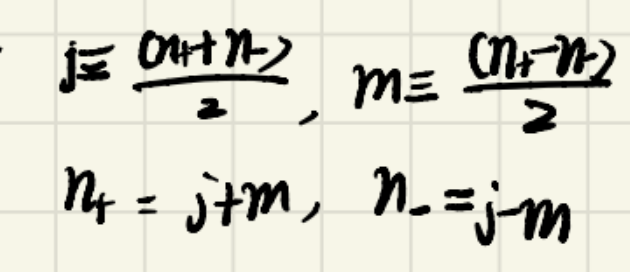 j≡ (n₊+n₋)/2 , m≡ (n₊-n₋)/2
n₊ = j+m, n₋ = j-m